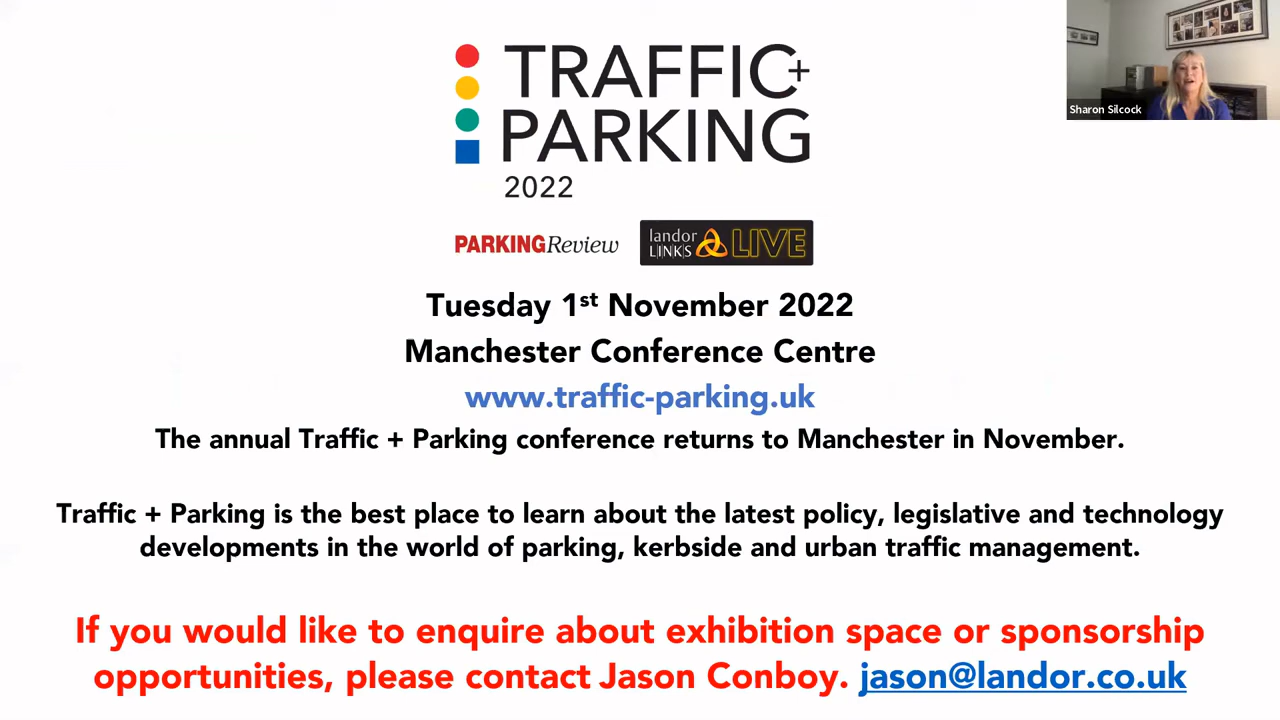 TRAFFIC+
PARKING
2022
PARKINGReview
landor LINKS LIVE
Sharon Silcock
Tuesday 1st November 2022
Manchester Conference Centre
www.traffic-parking.uk
The annual Traffic + Parking conference returns to Manchester in November.
Traffic + Parking is the best place to learn about the latest policy, legislative and technology
developments in the world of parking, kerbside and urban traffic management.
If you would like to enquire about exhibition space or sponsorship
opportunities, please contact Jason Conboy. jason@landor.co.uk